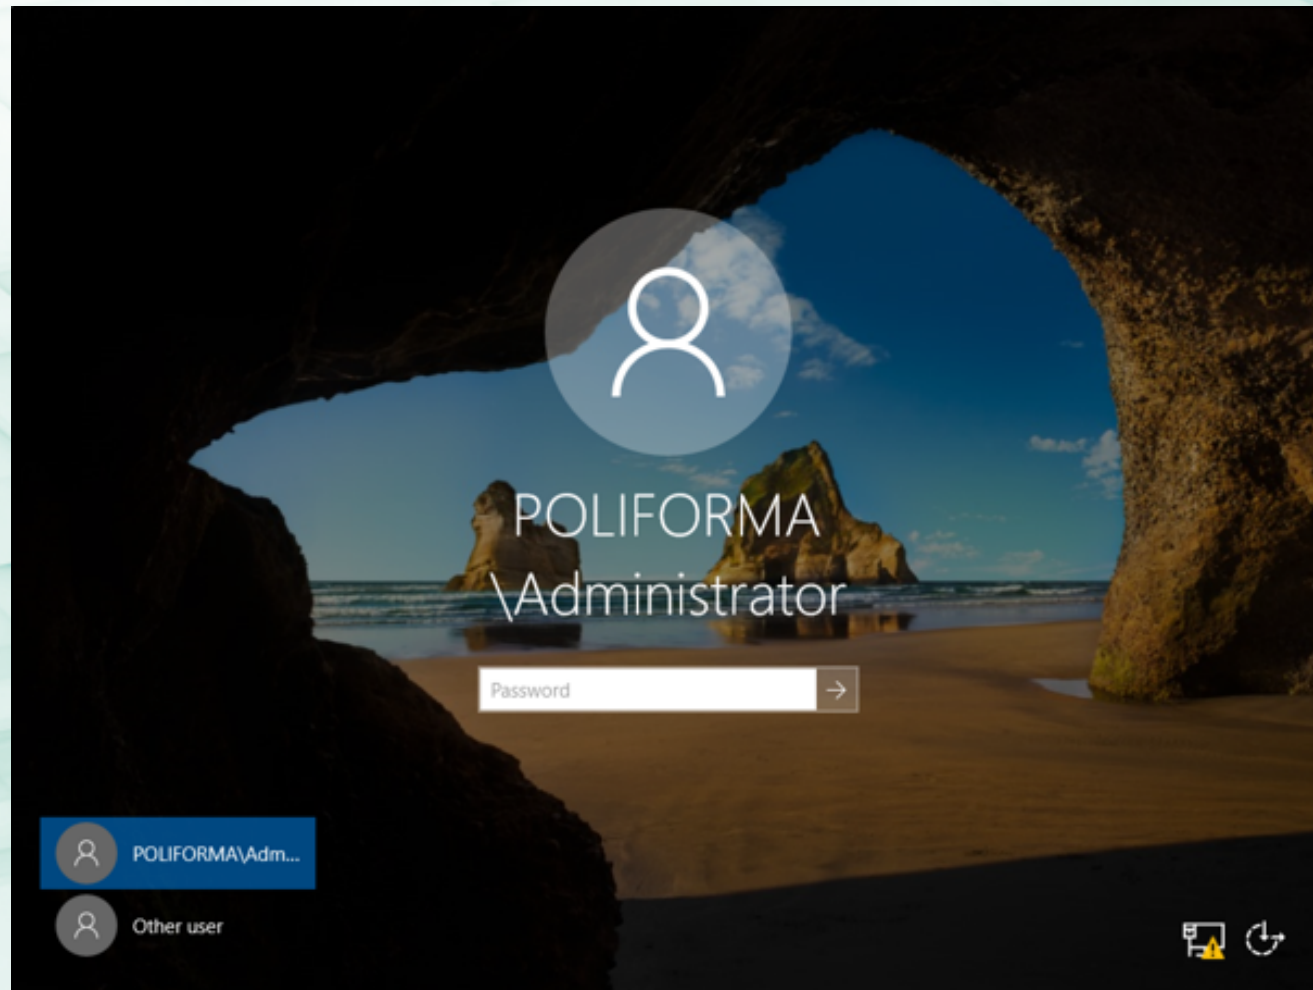 POLIFORMA
\Administrator
Password
POLIFORMA\Adm...
Other user